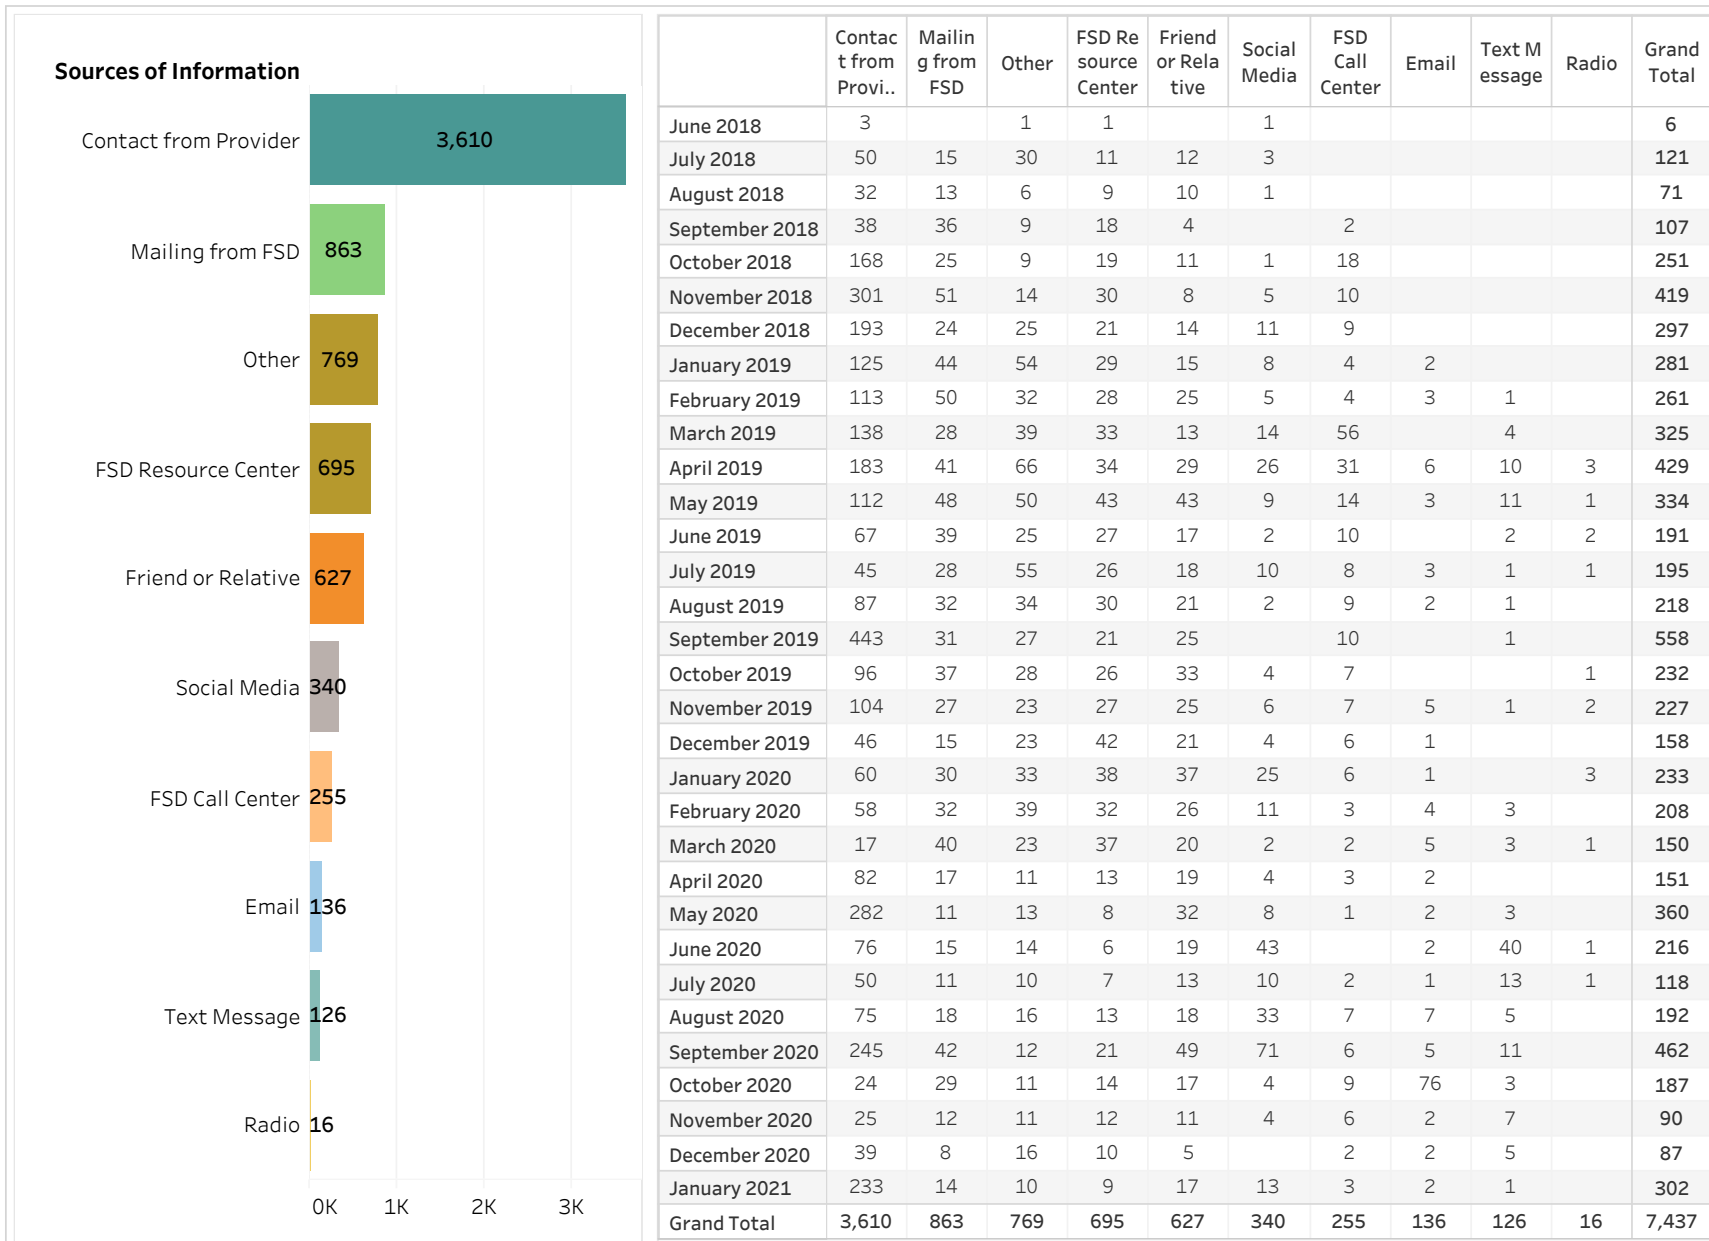 Sources of Information
Contact from Provider 3,610
Mailing from FSD 863
Other 769
FSD Resource Center 695
Friend or Relative 627
Social Media 340
FSD Call Center 255
Email 136
Text Message 126
Radio 16
0K 1K 2K 3K
Contac
t from
Provi..
Mailin
g from
FSD
Other
FSD Re
source
Center
Friend
or Rela
tive
Social
Media
FSD
Call
Center
Email
Text M
essage
Radio
Grand
Total
June 2018 3 1 1 1 6
July 2018 50 15 30 11 12 3 121
August 2018 32 13 6 9 10 1 71
September 2018 38 36 9 18 4 2 107
October 2018 168 25 9 19 11 1 18 251
November 2018 301 51 14 30 8 5 10 419
December 2018 193 24 25 21 14 11 9 297
January 2019 125 44 54 29 15 8 4 2 281
February 2019 113 50 32 28 25 5 4 3 1 261
March 2019 138 28 39 33 13 14 56 4 325
April 2019 183 41 66 34 29 26 31 6 10 3 429
May 2019 112 48 50 43 43 9 14 3 11 1 334
June 2019 67 39 25 27 17 2 10 2 2 191
July 2019 45 28 55 26 18 10 8 3 1 1 195
August 2019 87 32 34 30 21 2 9 2 1 218
September 2019 443 31 27 21 25 10 1 558
October 2019 96 37 28 26 33 4 7 1 232
November 2019 104 27 23 27 25 6 7 5 1 2 227
December 2019 46 15 23 42 21 4 6 1 158
January 2020 60 30 33 38 37 25 6 1 3 233
February 2020 58 32 39 32 26 11 3 4 3 208
March 2020 17 40 23 37 20 2 2 5 3 1 150
April 2020 82 17 11 13 19 4 3 2 151
May 2020 282 11 13 8 32 8 1 2 3 360
June 2020 76 15 14 6 19 43 2 40 1 216
July 2020 50 11 10 7 13 10 2 1 13 1 118
August 2020 75 18 16 13 18 33 7 7 5 192
September 2020 245 42 12 21 49 71 6 5 11 462
October 2020 24 29 11 14 17 4 9 76 3 187
November 2020 25 12 11 12 11 4 6 2 7 90
December 2020 39 8 16 10 5 2 2 5 87
January 2021 233 14 10 9 17 13 3 2 1 302
Grand Total 3,610 863 769 695 627 340 255 136 126 16 7,437